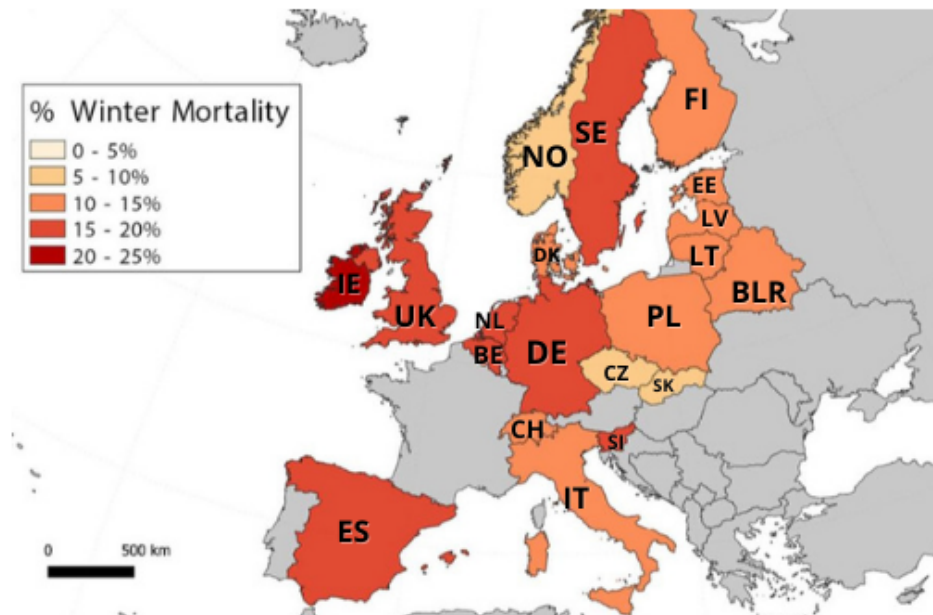 % Winter Mortality
0 - 5%
5 - 10%
10 - 15%
15 - 20%
20 - 25%
FI
SE
NO
EE
LV
DK
LT
IE
BLR
UK
NL
PL
BE
DE
CZ
SK
CH
SI
IT
ES
0 500 km